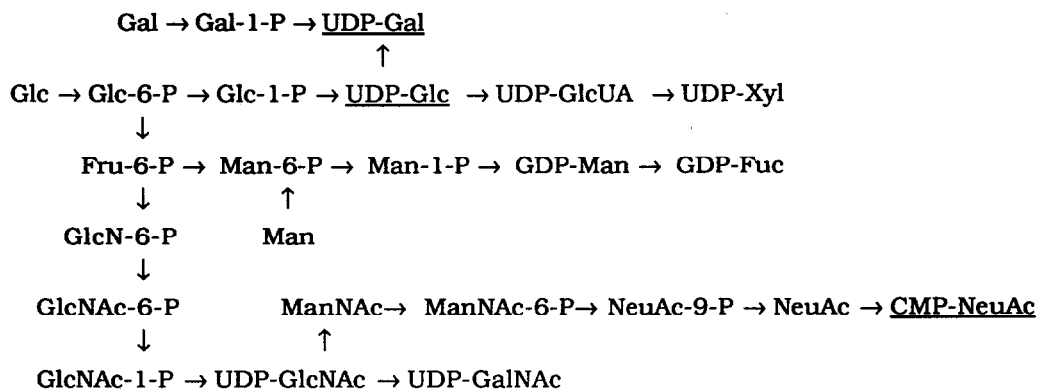 Gal → Gal-1-P → UDP-Gal
↑
Glc → Glc-6-P → Glc-1-P → UDP-Glc → UDP-GlcUA → UDP-Xyl
↓
Fru-6-P → Man-6-P → Man-1-P → GDP-Man → GDP-Fuc
↓ ↑
GlcN-6-P Man
↓
GlcNAc-6-P ManNAc→ ManNAc-6-P→ NeuAc-9-P → NeuAc → CMP-NeuAc
↓ ↑
GlcNAc-1-P → UDP-GlcNAc → UDP-GalNAc